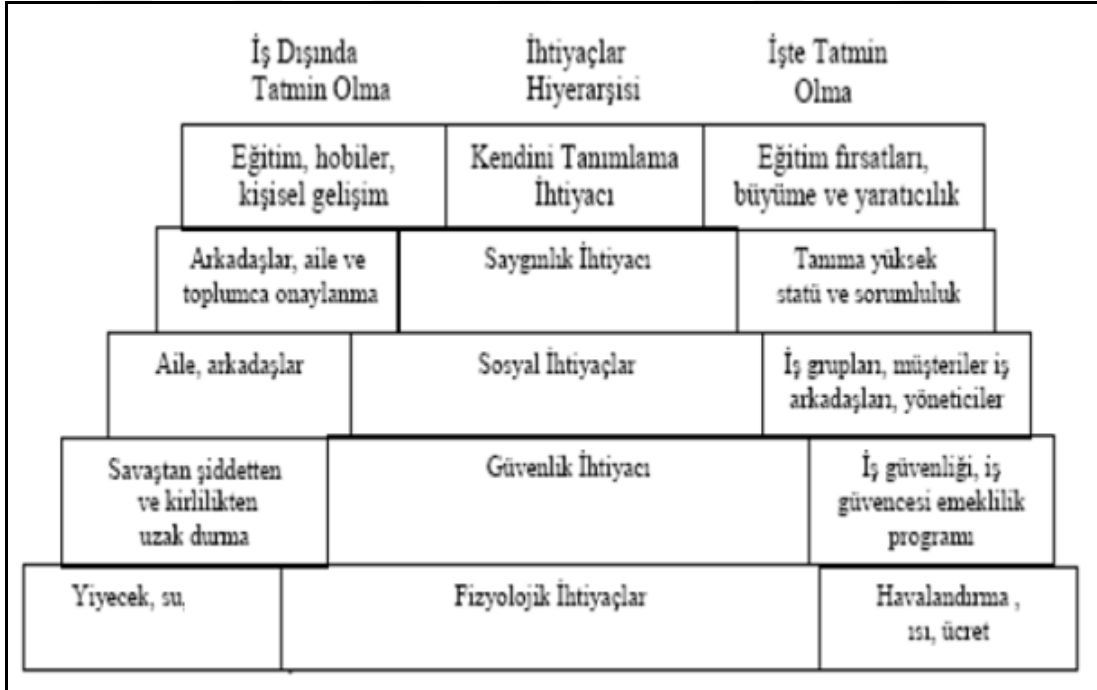 İş Dışında
Tatmin Olma
İhtiyaçlar
Hiyerarşisi
İşte Tatmin
Olma
Eğitim, hobiler,
kişisel gelişim
Kendini Tanımlama
İhtiyacı
Eğitim fırsatları,
büyüme ve yaratıcılık
Arkadaşlar, aile ve
toplumca onaylanma
Saygınlık İhtiyacı
Tanıma yüksek
statü ve sorumluluk
Aile, arkadaşlar
Sosyal İhtiyaçlar
İş grupları, müşteriler iş
arkadaşları, yöneticiler
Savaştan şiddetten
ve kirlilikten
uzak durma
Güvenlik İhtiyacı
İş güvenliği, iş
güvencesi emeklilik
programı
Yiyecek, su,
Fizyolojik İhtiyaçlar
Havalandırma ,
ısı, ücret